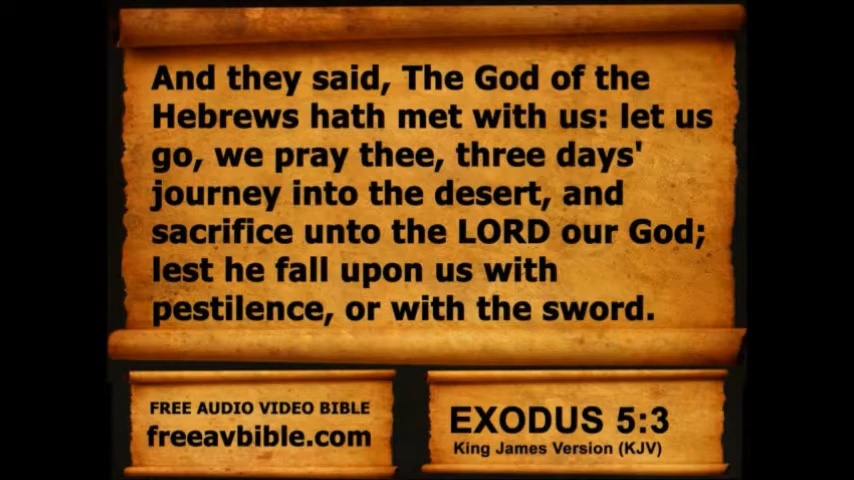 And they said, The God of the
Hebrews hath met with us: let us
go, we pray thee, three days'
journey into the desert, and
sacrifice unto the LORD our God;
lest he fall upon us with
pestilence, or with the sword.
FREE AUDIO VIDEO BIBLE
freeavbible.com
EXODUS 5:3
King James Version (KJV)